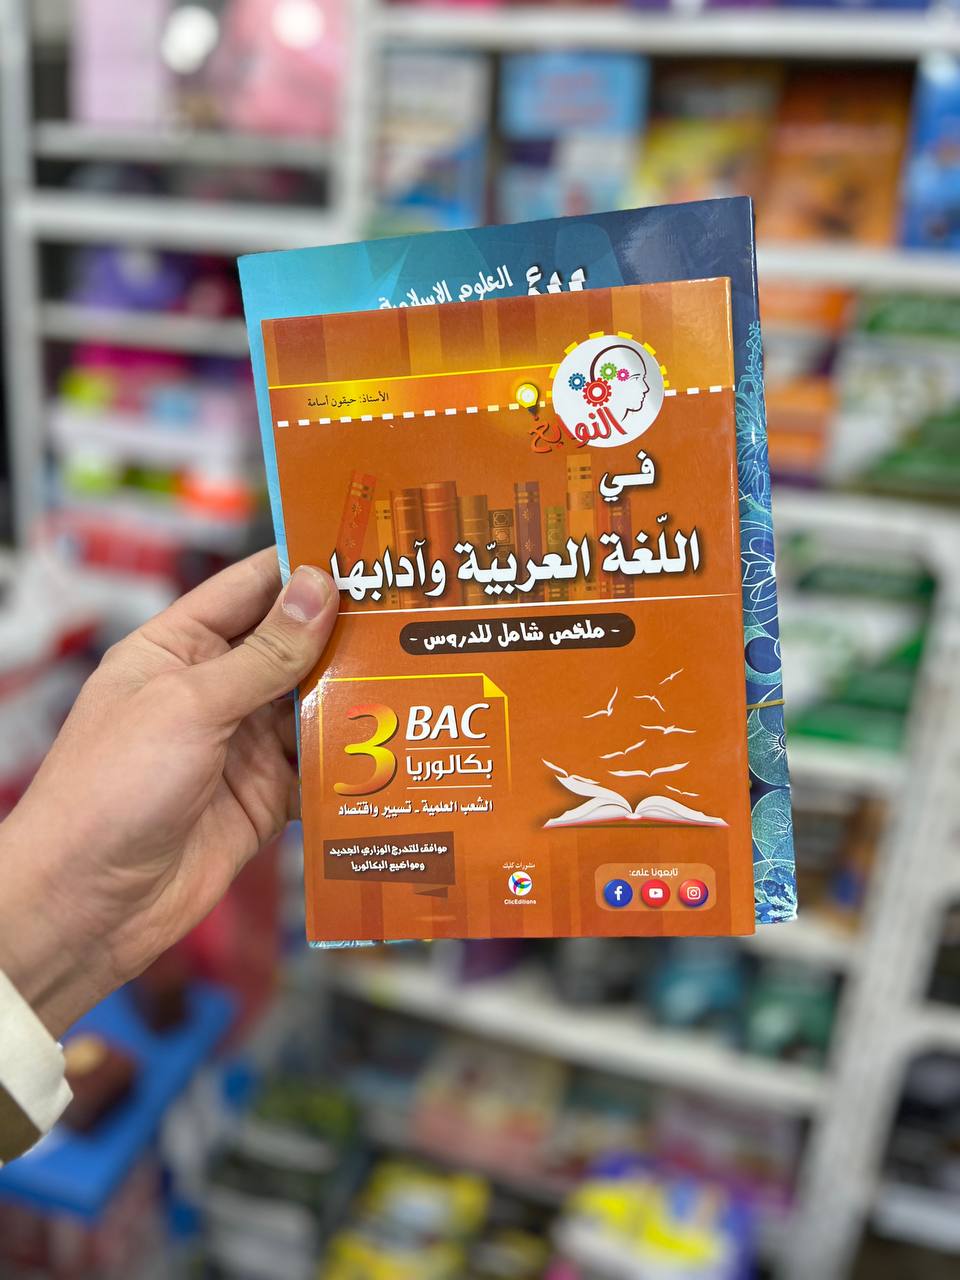 العلوم الإسلامية
الأستاذ: حيقون أسامة
النوابغ
في
اللّغة العربيّة وآدابها
- ملخص شامل للدروس -
3 BAC
بكالوريا
الشعب العلمية - تسيير واقتصاد
موافق للتدرج الوزاري الجديد
ومواضيع البكالوريا
منشورات كليك
ClicEditions
تابعونا على: